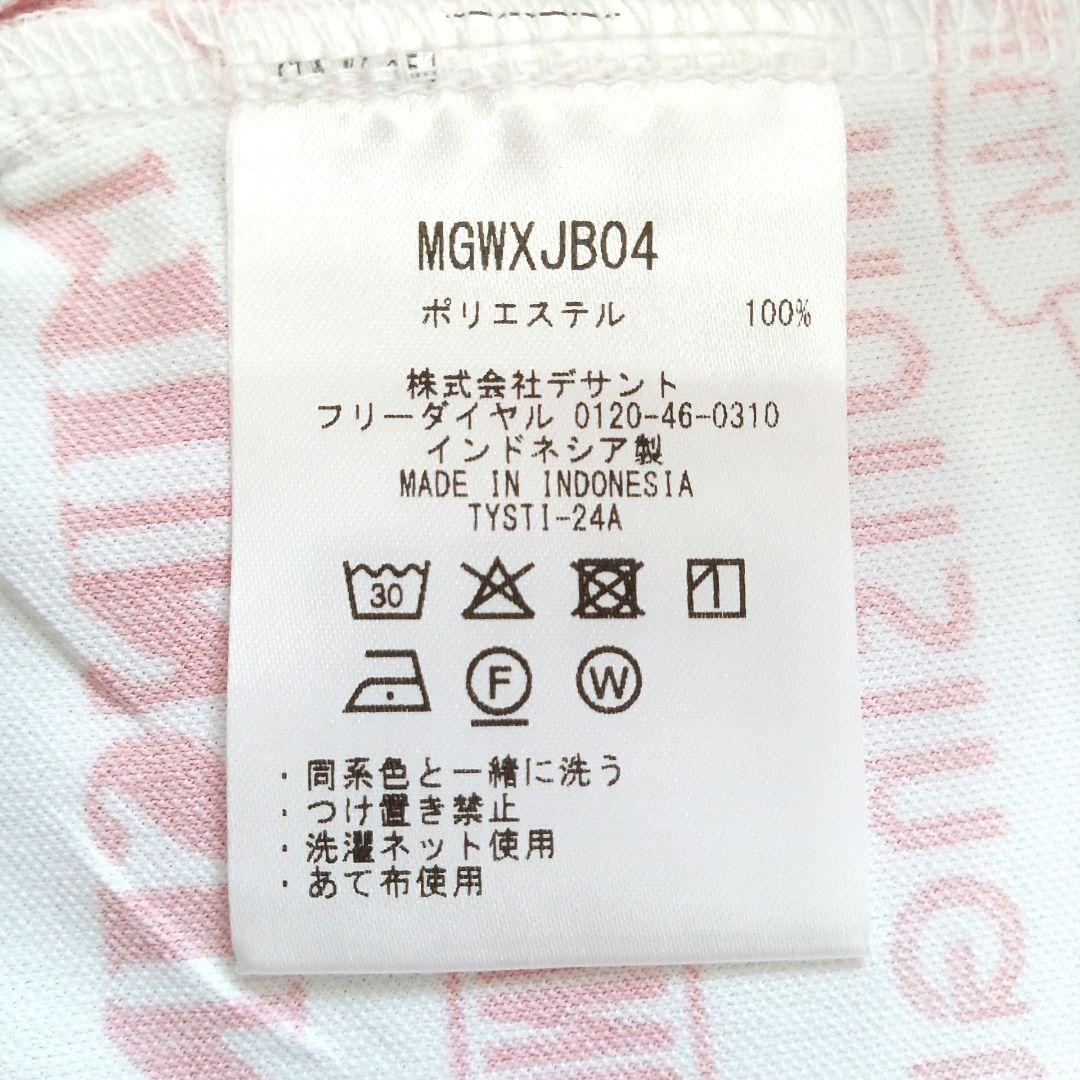 MGWXJB04
ポリエステル 100%
株式会社デサント
フリーダイヤル 0120-46-0310
インドネシア製
MADE IN INDONESIA
TYSTI-24A
30
F
W
・同系色と一緒に洗う
・つけ置き禁止
・洗濯ネット使用
・あて布使用